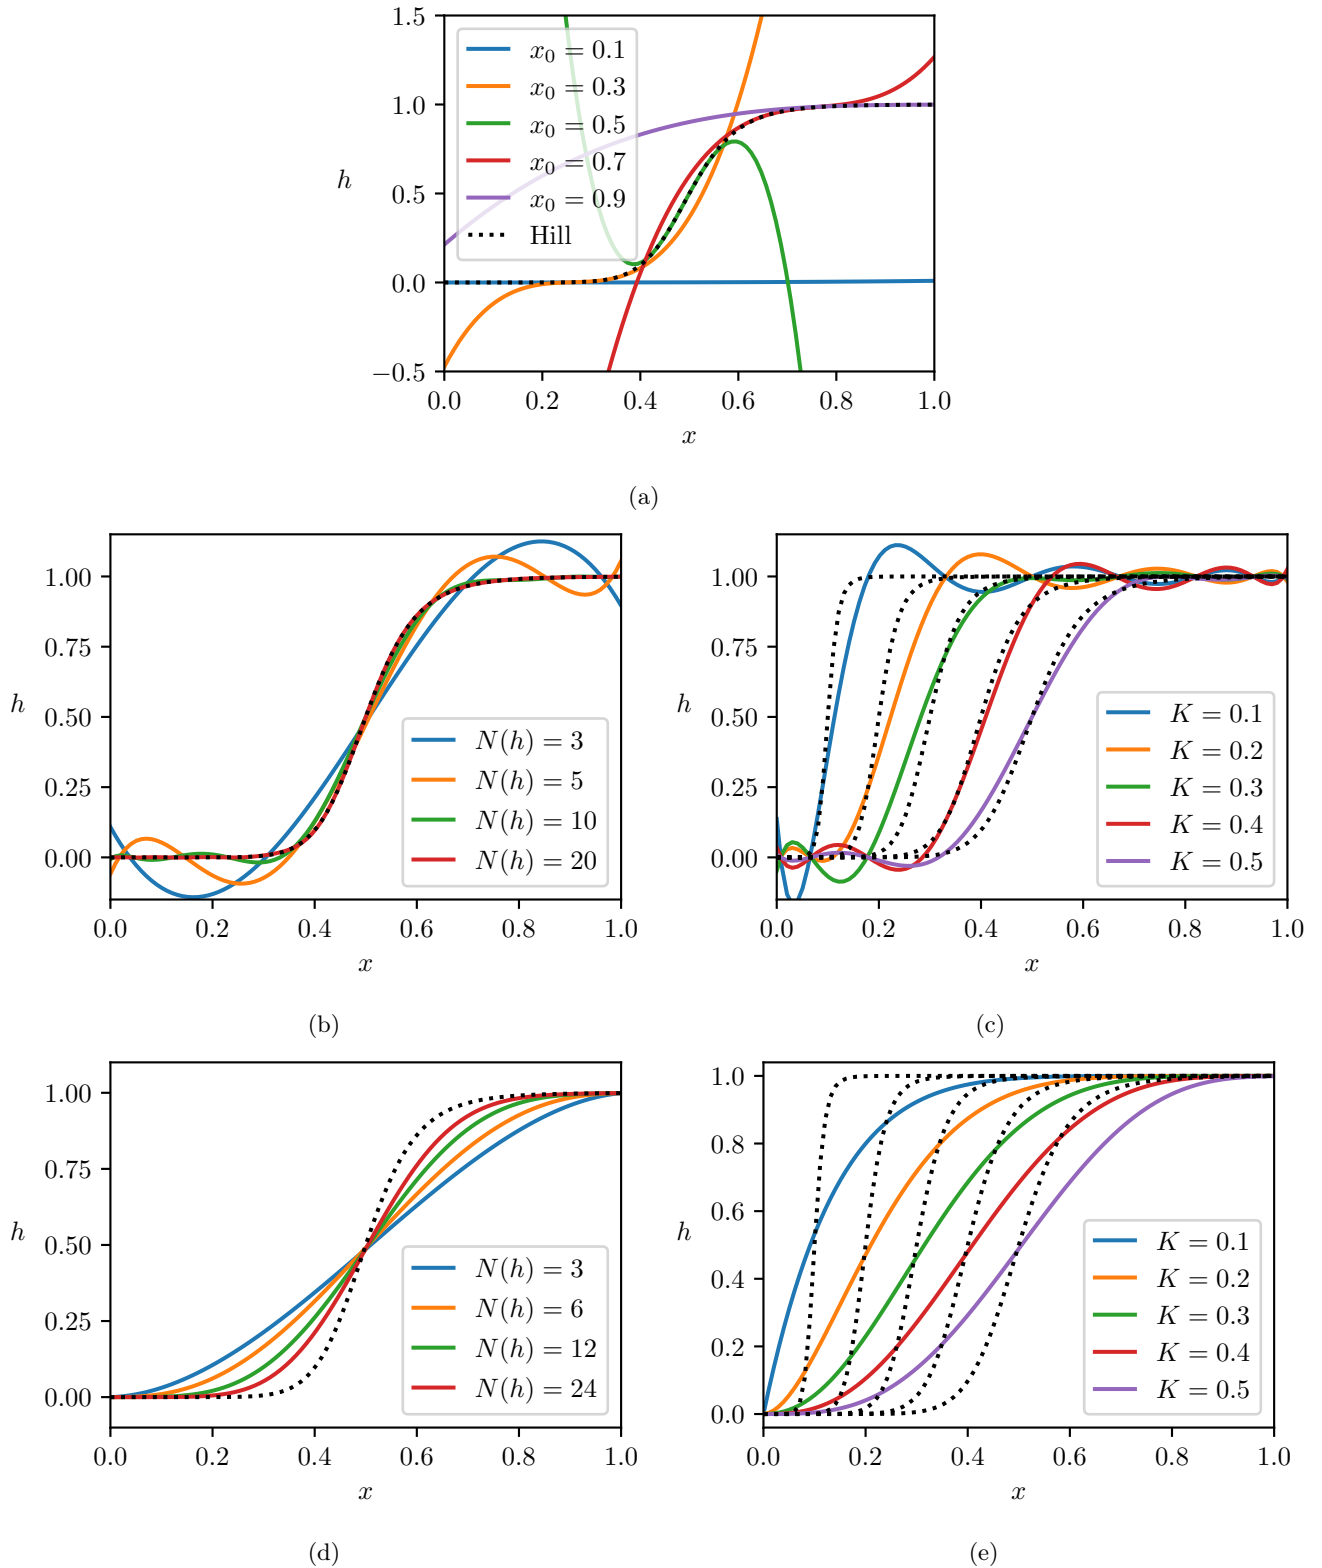 1.5
1.0
0.5
0.0
−0.5
h
x₀ = 0.1
x₀ = 0.3
x₀ = 0.5
x₀ = 0.7
x₀ = 0.9
Hill
0.0 0.2 0.4 0.6 0.8 1.0
x
(a)
1.00
0.75
0.50
0.25
0.00
h
N(h) = 3
N(h) = 5
N(h) = 10
N(h) = 20
0.0 0.2 0.4 0.6 0.8 1.0
x
(b)
1.00
0.75
0.50
0.25
0.00
h
K = 0.1
K = 0.2
K = 0.3
K = 0.4
K = 0.5
0.0 0.2 0.4 0.6 0.8 1.0
x
(c)
1.00
0.75
0.50
0.25
0.00
h
N(h) = 3
N(h) = 6
N(h) = 12
N(h) = 24
0.0 0.2 0.4 0.6 0.8 1.0
x
(d)
1.0
0.8
0.6
0.4
0.2
0.0
h
K = 0.1
K = 0.2
K = 0.3
K = 0.4
K = 0.5
0.0 0.2 0.4 0.6 0.8 1.0
x
(e)